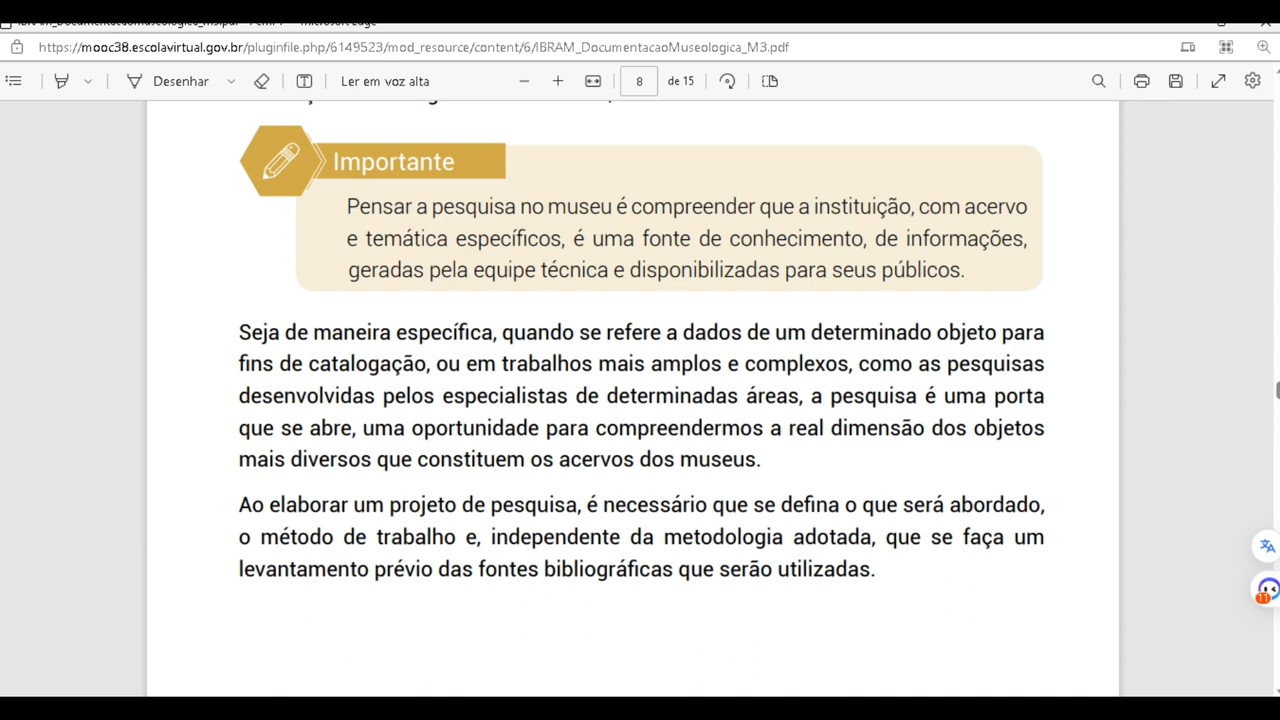 https://mooc38.escolavirtual.gov.br/pluginfile.php/6149523/mod_resource/content/6/IBRAM_DocumentacaoMuseologica_M3.pdf
Desenhar
Ler em voz alta
8 de 15
Importante
Pensar a pesquisa no museu é compreender que a instituição, com acervo
e temática específicos, é uma fonte de conhecimento, de informações,
geradas pela equipe técnica e disponibilizadas para seus públicos.
Seja de maneira específica, quando se refere a dados de um determinado objeto para
fins de catalogação, ou em trabalhos mais amplos e complexos, como as pesquisas
desenvolvidas pelos especialistas de determinadas áreas, a pesquisa é uma porta
que se abre, uma oportunidade para compreendermos a real dimensão dos objetos
mais diversos que constituem os acervos dos museus.
Ao elaborar um projeto de pesquisa, é necessário que se defina o que será abordado,
o método de trabalho e, independente da metodologia adotada, que se faça um
levantamento prévio das fontes bibliográficas que serão utilizadas.
11